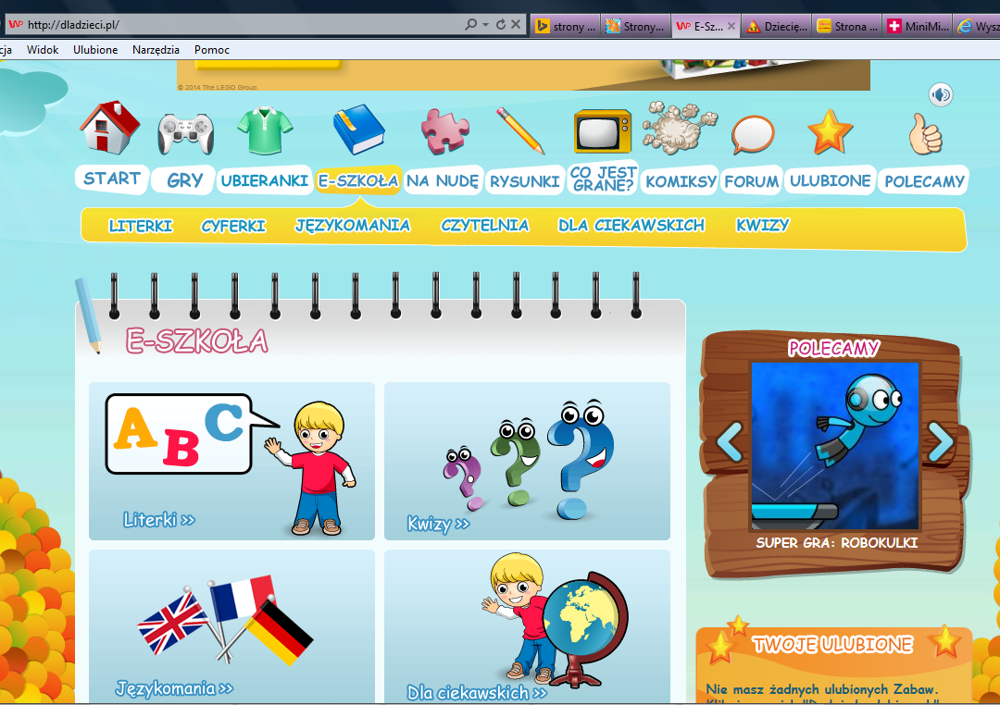 http://dladzieci.pl/
strony ...
Strony...
E-Sz...
Dziecię...
Strona ...
MiniMi...
Wysz
cja Widok Ulubione Narzędzia Pomoc
© 2014 The LEGO Group.
START
GRY
UBIERANKI
E-SZKOŁA
NA NUDĘ
RYSUNKI
CO JEST
GRANE?
KOMIKSY
FORUM
ULUBIONE
POLECAMY
LITERKI CYFERKI JĘZYKOMANIA CZYTELNIA DLA CIEKAWSKICH KWIZY
E-SZKOŁA
A B C
Literki >>
Kwizy >>
Językomania >>
Dla ciekawskich >>
POLECAMY
SUPER GRA: ROBOKULKI
TWOJE ULUBIONE
Nie masz żadnych ulubionych Zabaw.